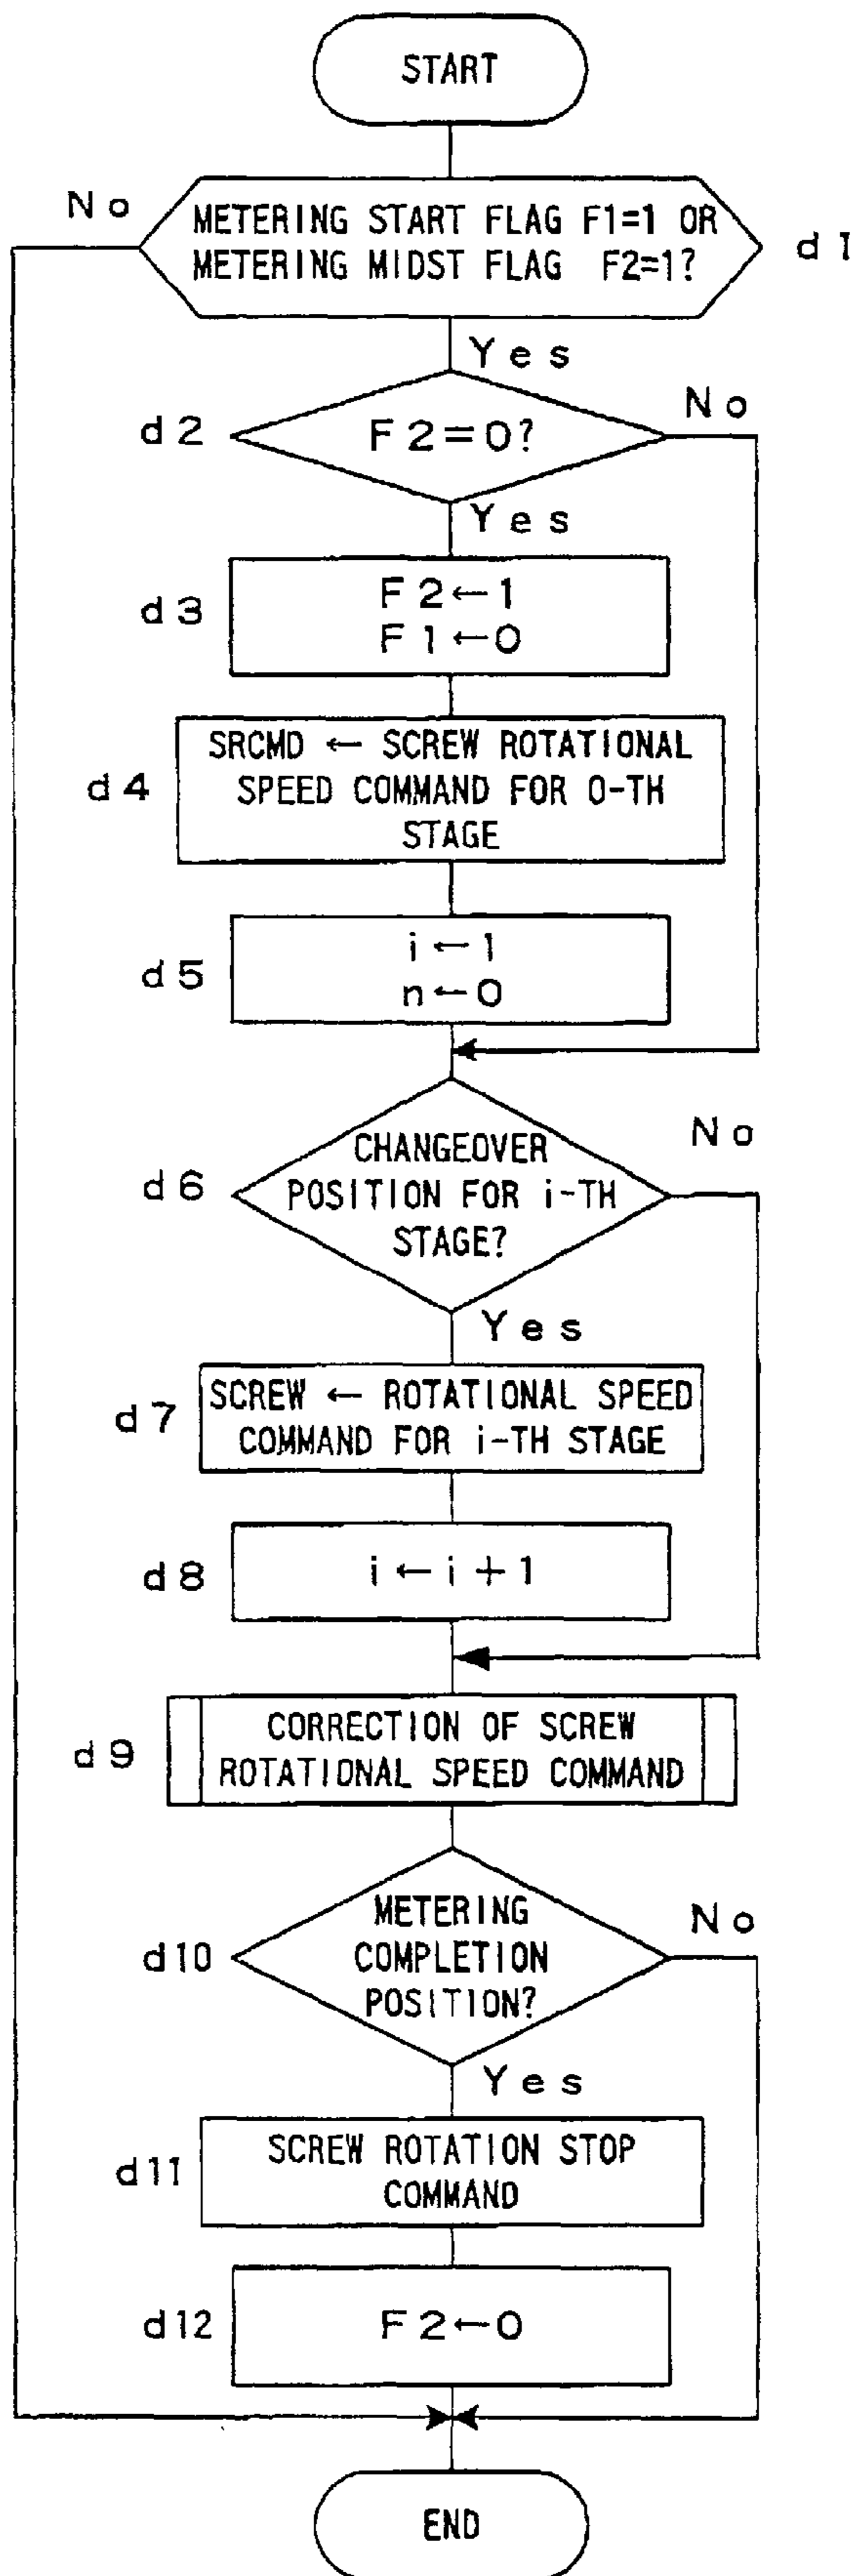 START
No
METERING START FLAG F1=1 OR
METERING MIDST FLAG F2=1?
d1
Yes
d2
F2=0?
No
Yes
d3
F2←1
F1←0
d4
SRCMD ← SCREW ROTATIONAL
SPEED COMMAND FOR 0-TH
STAGE
d5
i←1
n←0
d6
CHANGEOVER
POSITION FOR i-TH
STAGE?
No
Yes
d7
SCREW ← ROTATIONAL SPEED
COMMAND FOR i-TH STAGE
d8
i←i+1
d9
CORRECTION OF SCREW
ROTATIONAL SPEED COMMAND
d10
METERING
COMPLETION
POSITION?
No
Yes
d11
SCREW ROTATION STOP
COMMAND
d12
F2←0
END